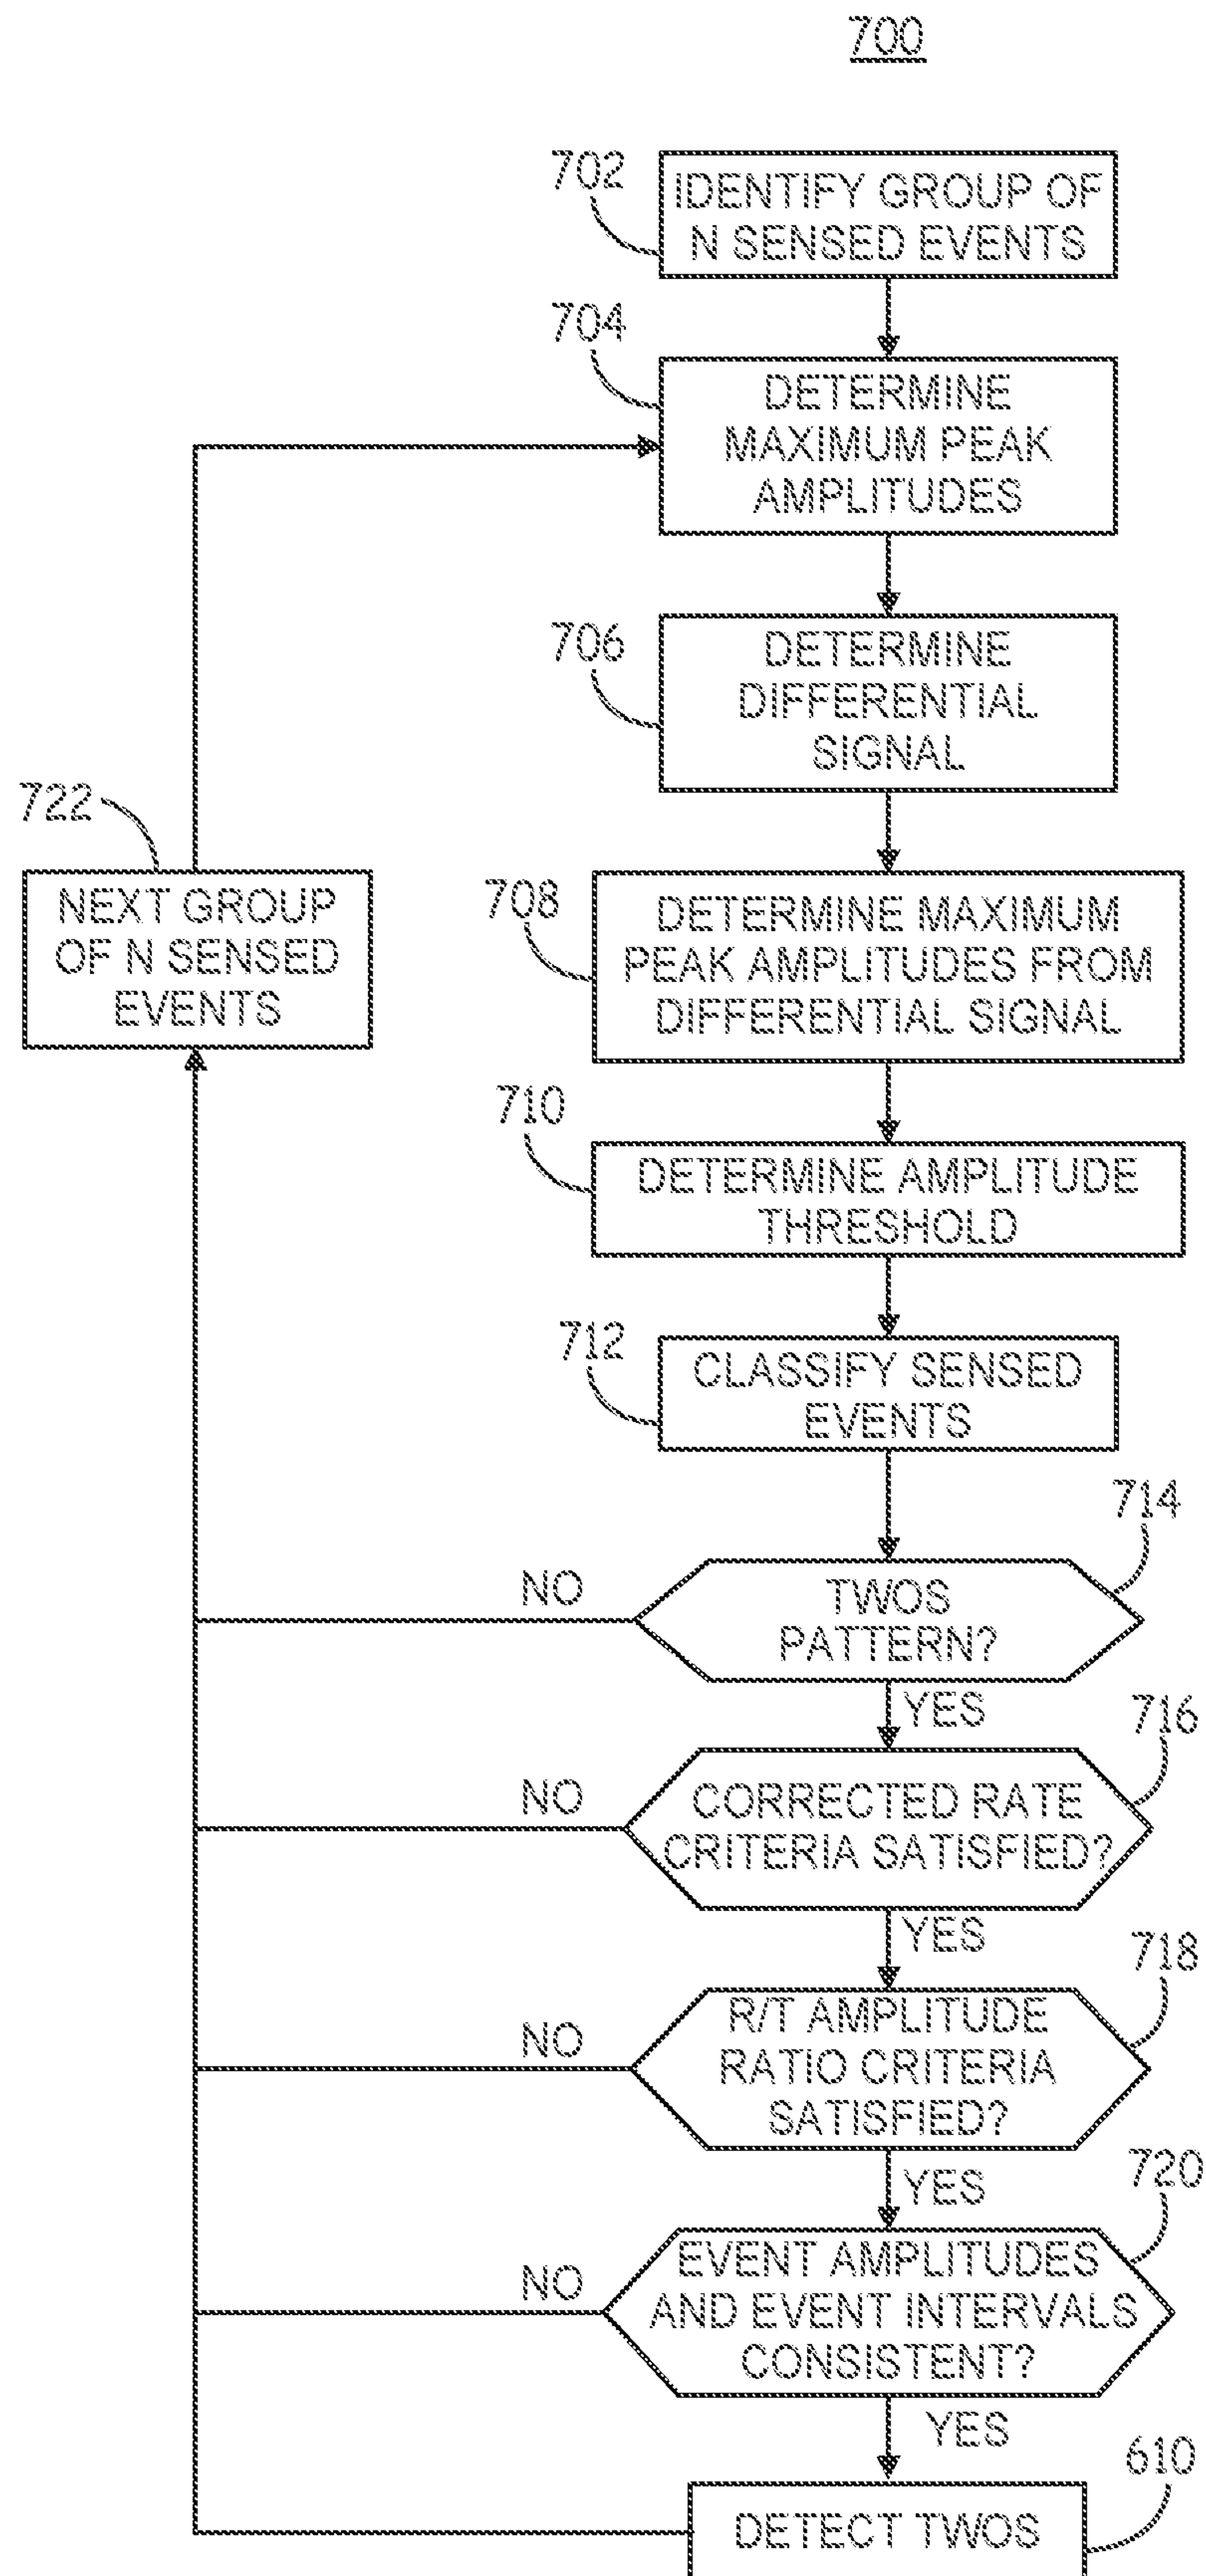 700
702
IDENTIFY GROUP OF
N SENSED EVENTS
704
DETERMINE
MAXIMUM PEAK
AMPLITUDES
706
DETERMINE
DIFFERENTIAL
SIGNAL
722
NEXT GROUP
OF N SENSED
EVENTS
708
DETERMINE MAXIMUM
PEAK AMPLITUDES FROM
DIFFERENTIAL SIGNAL
710
DETERMINE AMPLITUDE
THRESHOLD
712
CLASSIFY SENSED
EVENTS
714
NO
TWOS
PATTERN?
YES
716
NO
CORRECTED RATE
CRITERIA SATISFIED?
YES
718
NO
R/T AMPLITUDE
RATIO CRITERIA
SATISFIED?
YES
720
NO
EVENT AMPLITUDES
AND EVENT INTERVALS
CONSISTENT?
YES
610
DETECT TWOS